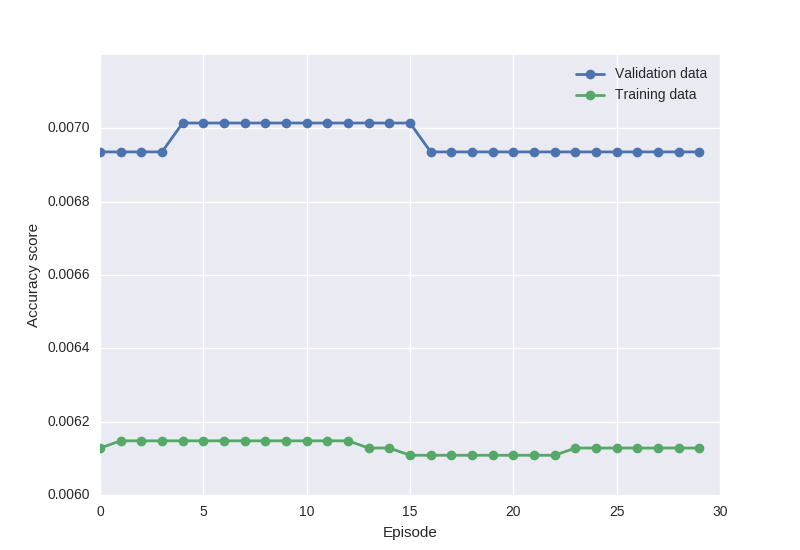 Validation data
Training data
0.0070
0.0068
0.0066
0.0064
0.0062
0.0060
Accuracy score
0 5 10 15 20 25 30
Episode